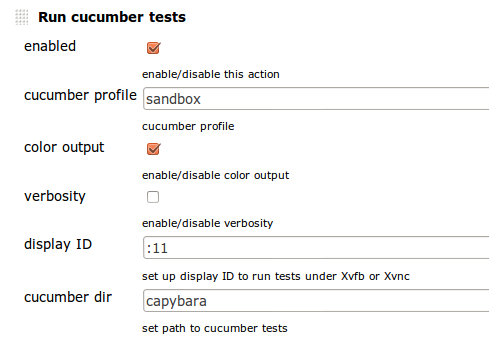 Run cucumber tests
enabled
enable/disable this action
cucumber profile
sandbox
cucumber profile
color output
enable/disable color output
verbosity
enable/disable verbosity
display ID
:11
set up display ID to run tests under Xvfb or Xvnc
cucumber dir
capybara
set path to cucumber tests